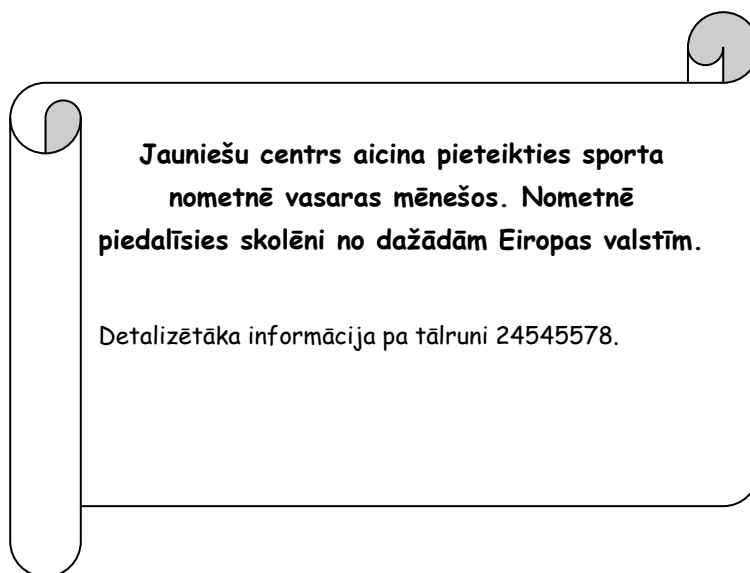 Jauniešu centrs aicina pieteikties sporta
nometnē vasaras mēnešos. Nometnē
piedalīsies skolēni no dažādām Eiropas valstīm.
Detalizētāka informācija pa tālruni 24545578.